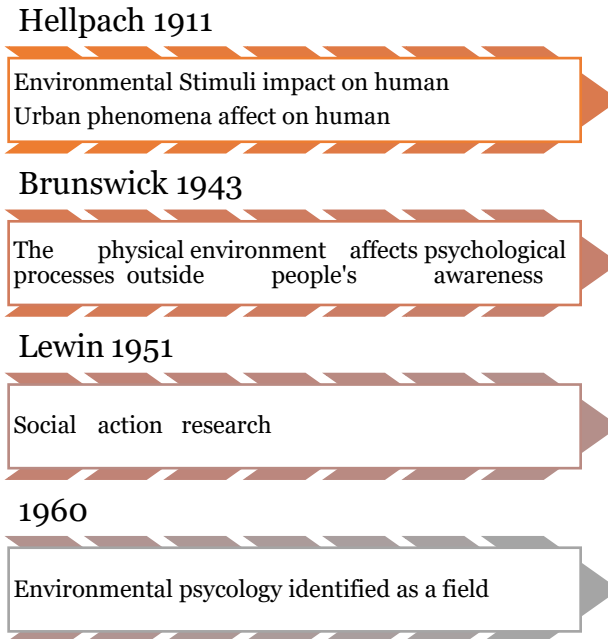 Hellpach 1911
Environmental Stimuli impact on human
Urban phenomena affect on human
Brunswick 1943
The physical environment affects psychological
processes outside people's awareness
Lewin 1951
Social action research
1960
Environmental psycology identified as a field